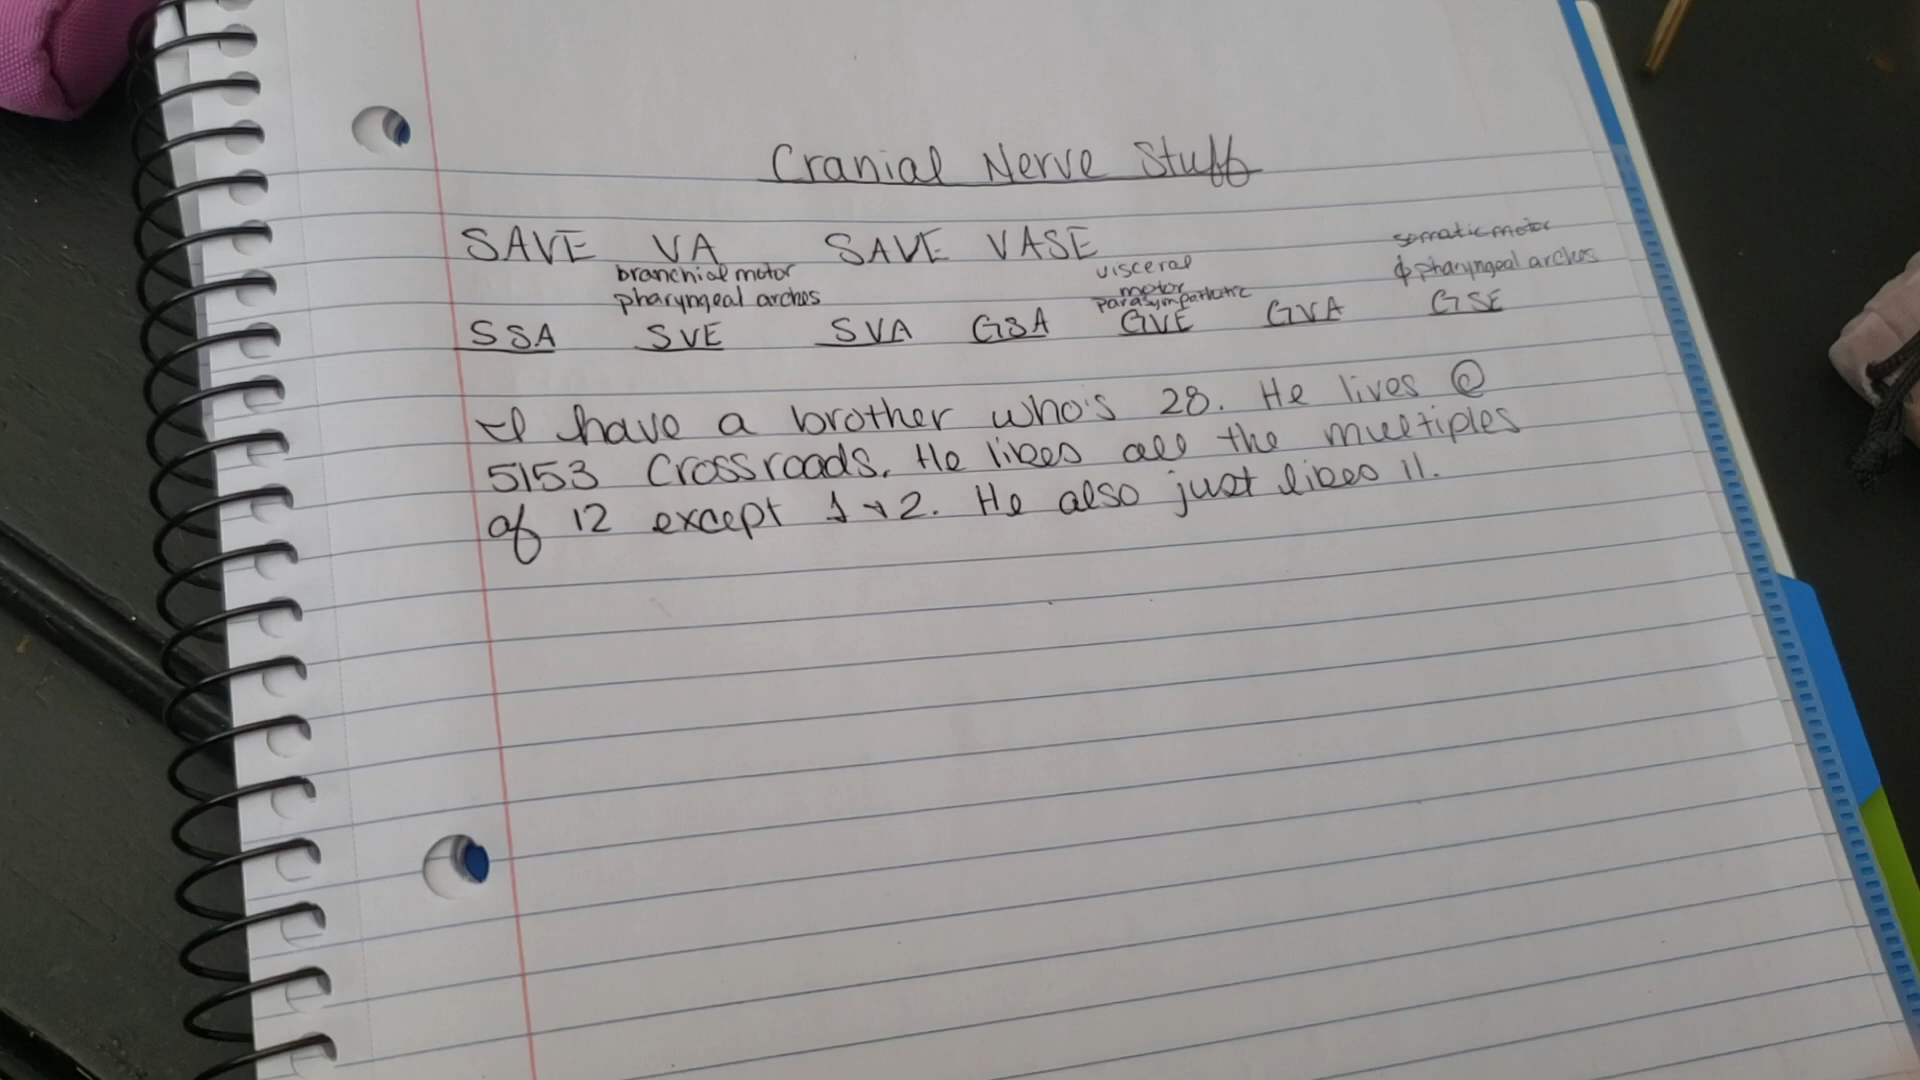 Cranial Nerve Stuff
SAVE VA SAVE VASE
branchial motor visceral somatic motor
pharyngeal arches motor ɸ pharyngeal arches
parasympathetic
SSA SVE SVA GSA GVE GVA GSE
I have a brother who's 28. He lives @
5153 Crossroads. He likes all the multiples
of 12 except 1 + 2. He also just likes 11.